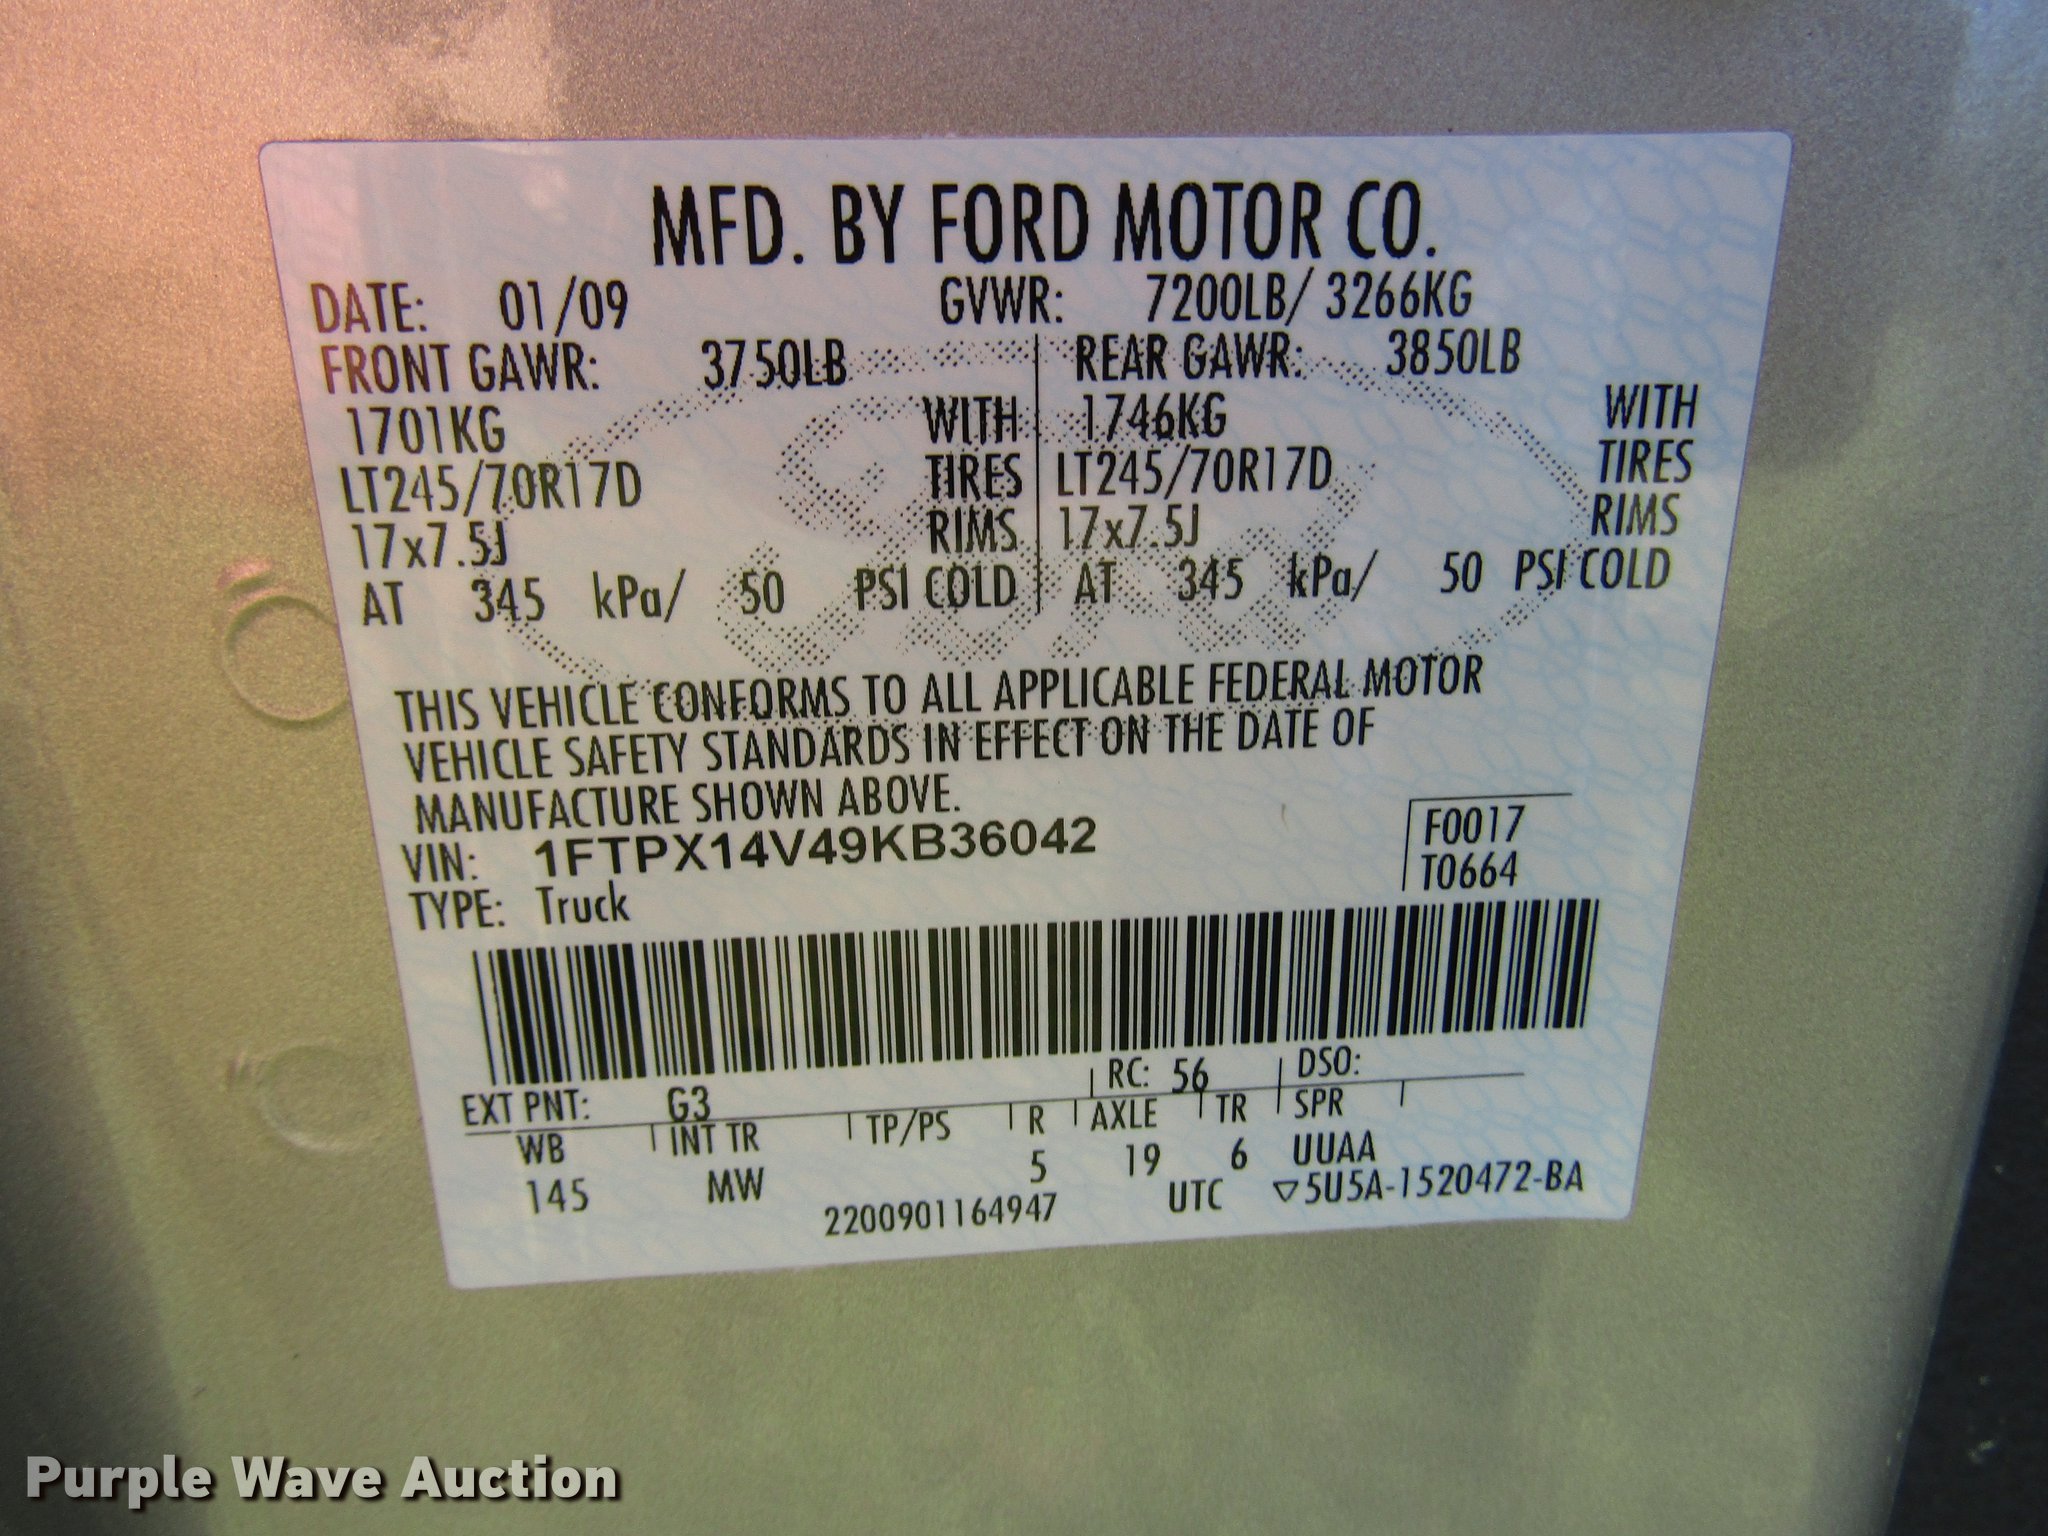 MFD. BY FORD MOTOR CO.
DATE: 01/09 GVWR: 7200LB/ 3266KG
FRONT GAWR: 3750LB REAR GAWR: 3850LB
1701KG WITH 1746KG WITH
LT245/70R17D TIRES LT245/70R17D TIRES
17x7.5J RIMS 17x7.5J RIMS
AT 345 kPa/ 50 PSI COLD AT 345 kPa/ 50 PSI COLD
THIS VEHICLE CONFORMS TO ALL APPLICABLE FEDERAL MOTOR
VEHICLE SAFETY STANDARDS IN EFFECT ON THE DATE OF
MANUFACTURE SHOWN ABOVE.
F0017
VIN: 1FTPX14V49KB36042
T0664
TYPE: Truck
EXT PNT: G3 RC: 56 DSO:
WB INT TR TP/PS R AXLE TR SPR
145 MW 5 19 6 UUAA
2200901164947 UTC ▽5U5A-1520472-BA
Purple Wave Auction